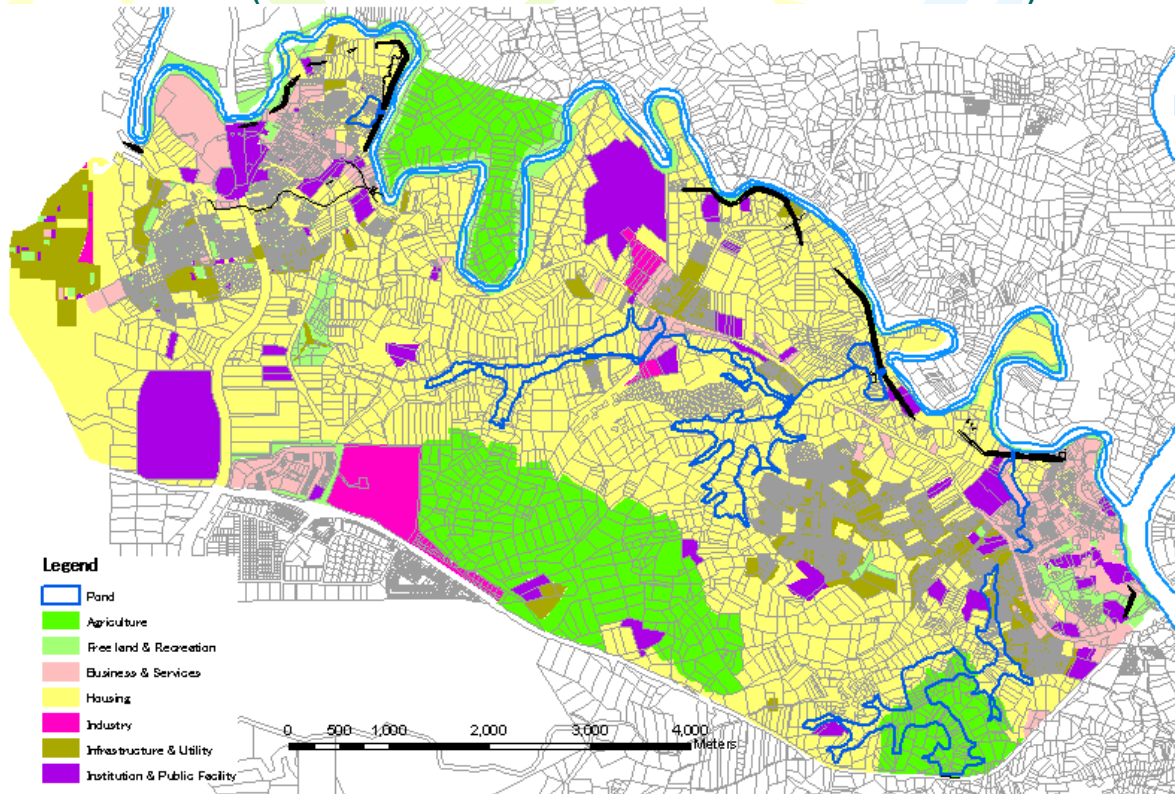 Legend
Pond
Agriculture
Free land & Recreation
Business & Services
Housing
Industry
Infrastructure & Utility
Institution & Public Facility
0 500 1,000 2,000 3,000 4,000
Meters